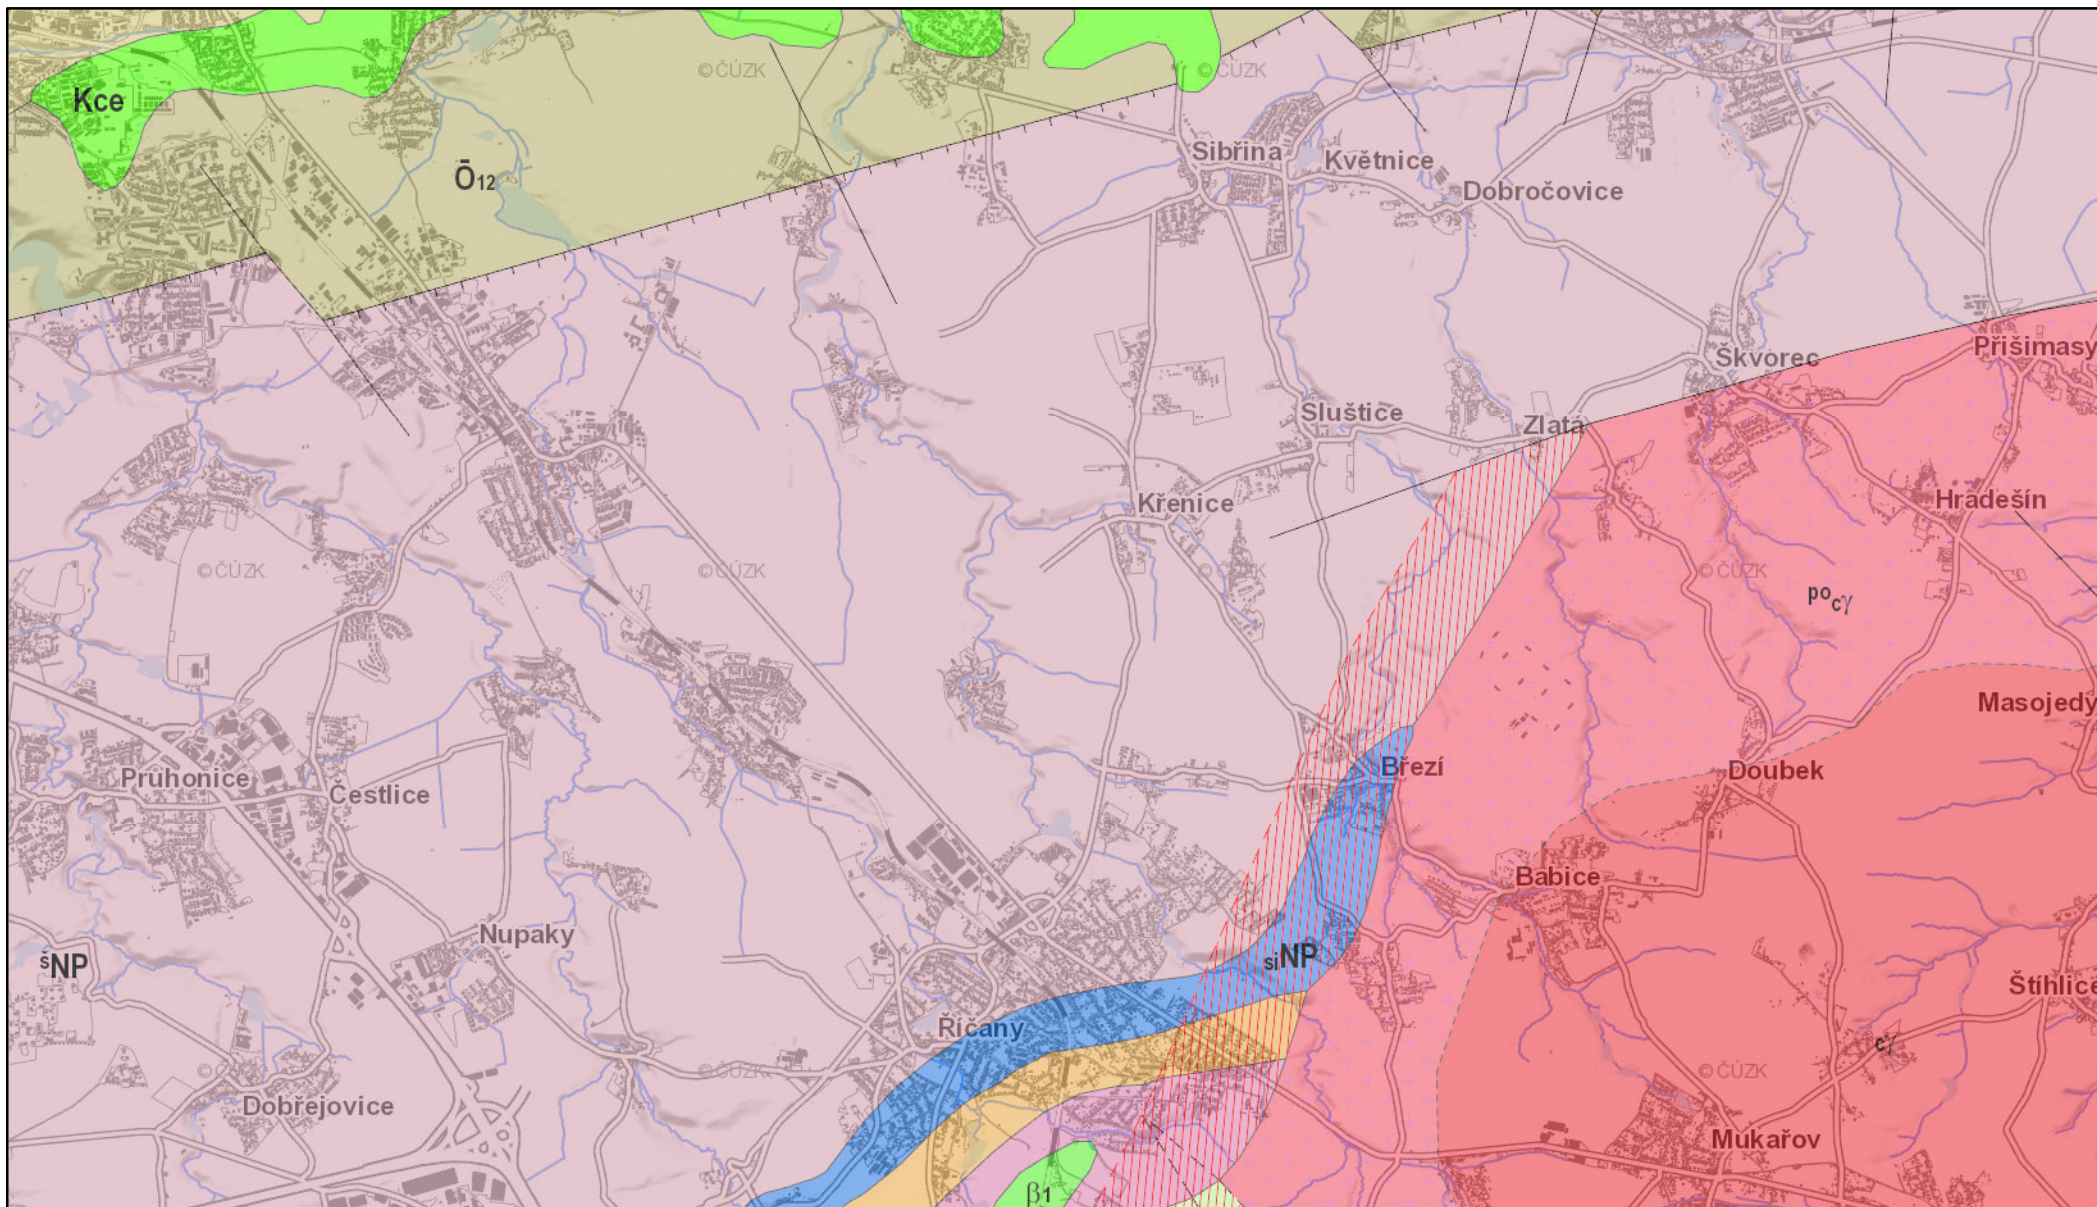 ©ČÚZK
©ČÚZK
Kce
Sibřina
Květnice
Ō12
Dobročovice
Škvorec
Přišimasy
Sluštice
Zlatá
Křenice
Hradešín
©ČÚZK
©ČÚZK
©ČÚZK
©ČÚZK
pocγ
Masojedy
Březí
Doubek
Průhonice
Čestlice
Babice
Nupaky
šNP
siNP
Štíhlice
Říčany
cγ
©ČÚZK
©ČÚZK
Dobřejovice
Mukařov
β1